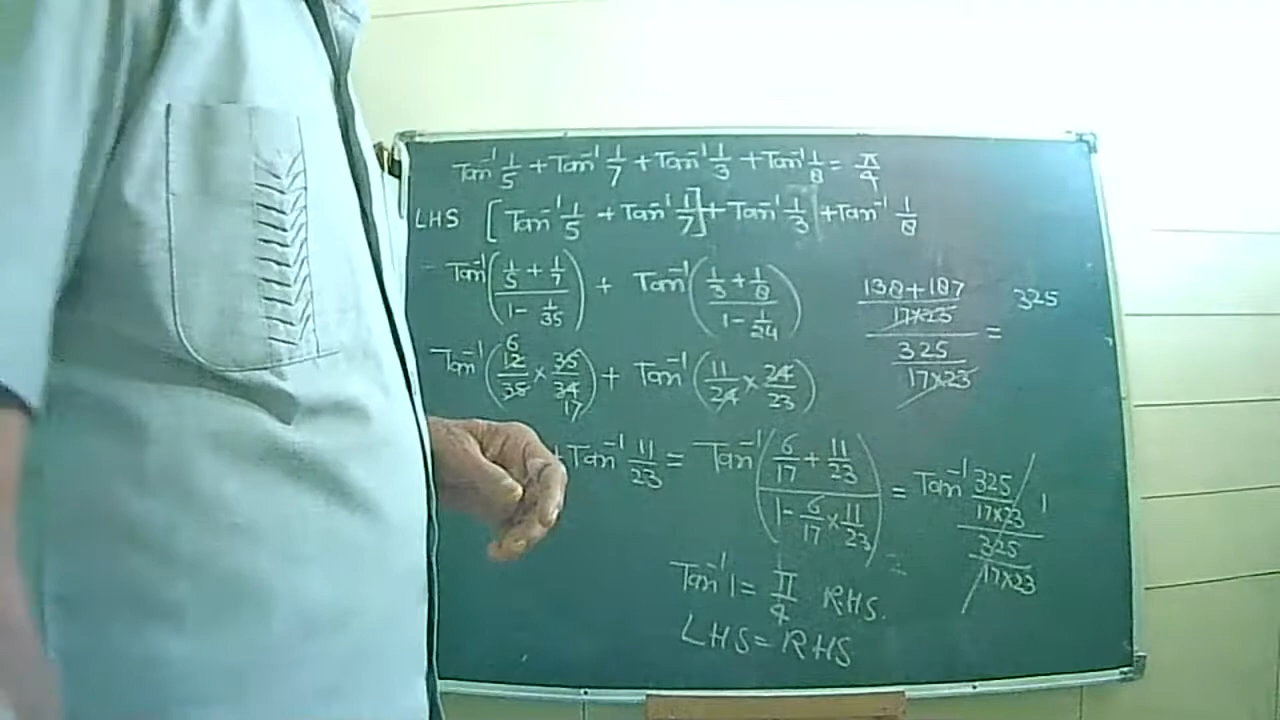 Tan⁻¹ 1/5 + Tan⁻¹ 1/7 + Tan⁻¹ 1/3 + Tan⁻¹ 1/8 = π/4
LHS [Tan⁻¹ 1/5 + Tan⁻¹ 1/7] + Tan⁻¹ 1/3 + Tan⁻¹ 1/8
Tan⁻¹((1/5 + 1/7)/(1 - 1/35)) + Tan⁻¹((1/3 + 1/8)/(1 - 1/24))
Tan⁻¹(6 12/35 × 35/34 17) + Tan⁻¹(11/24 × 24/23)
+ Tan⁻¹ 11/23 = Tan⁻¹((6/17 + 11/23)/(1 - 6/17 × 11/23)) = Tan⁻¹ (325/17×23)/(325/17×23) 1
Tan⁻¹ 1 = π/4 RHS.
LHS = RHS
(138+187/17×23)/(325/17×23) = 325